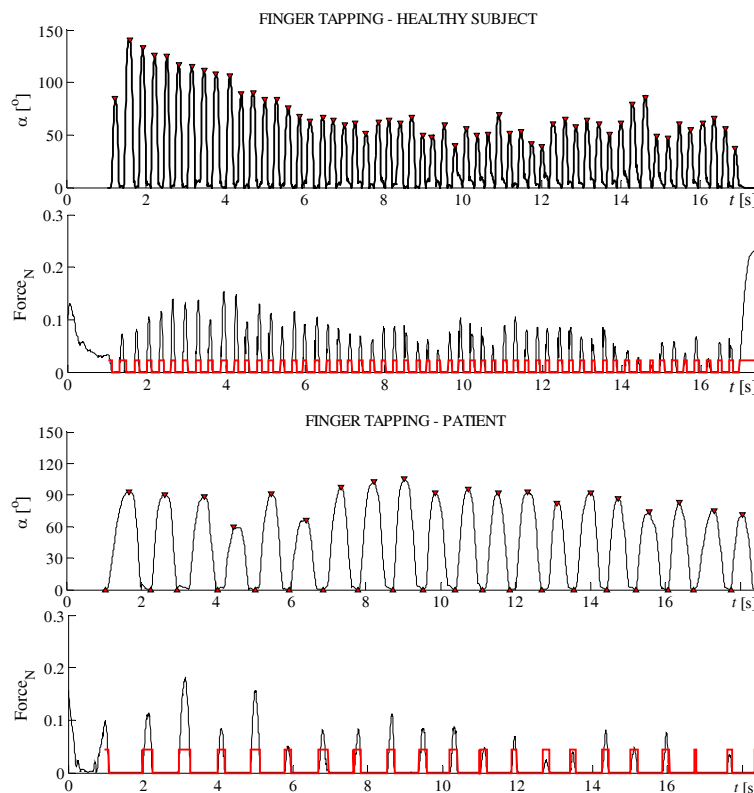 FINGER TAPPING - HEALTHY SUBJECT
150
100
50
0
α [°]
2 4 6 8 10 12 14 16 t [s]
0.3
0.2
0.1
0
Force_N
0 2 4 6 8 10 12 14 16 t [s]
FINGER TAPPING - PATIENT
150
120
90
60
30
0
α [°]
0 2 4 6 8 10 12 14 16 t [s]
0.3
0.2
0.1
0
Force_N
0 2 4 6 8 10 12 14 16 t [s]